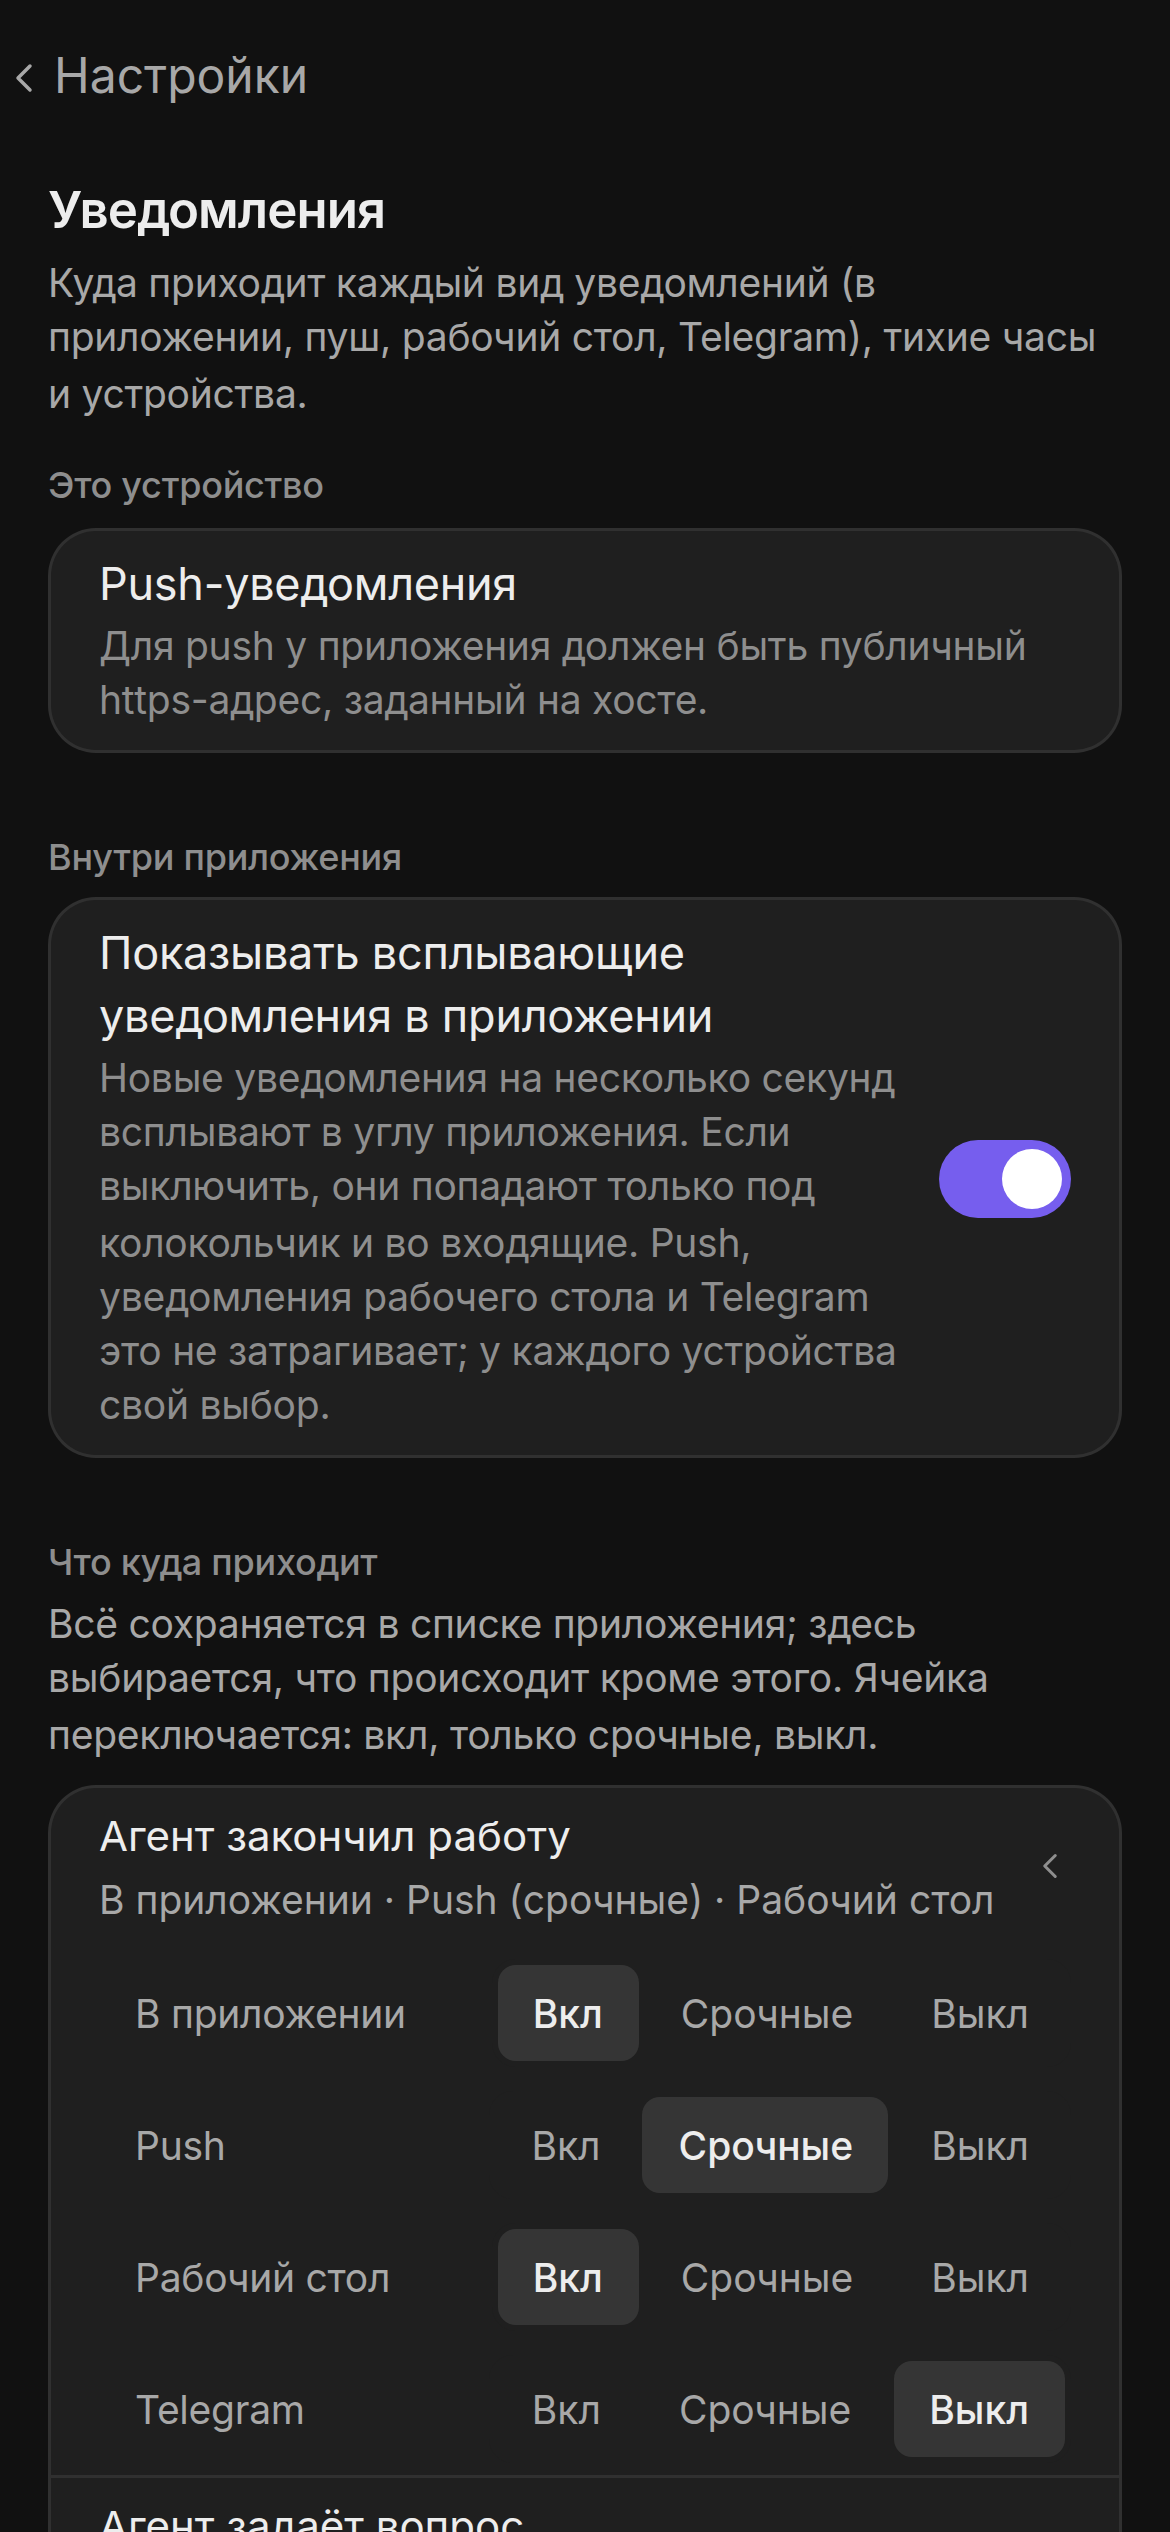 Настройки
Уведомления
Куда приходит каждый вид уведомлений (в
приложении, пуш, рабочий стол, Telegram), тихие часы
и устройства.
Это устройство
Push-уведомления
Для push у приложения должен быть публичный
https-адрес, заданный на хосте.
Внутри приложения
Показывать всплывающие
уведомления в приложении
Новые уведомления на несколько секунд
всплывают в углу приложения. Если
выключить, они попадают только под
колокольчик и во входящие. Push,
уведомления рабочего стола и Telegram
это не затрагивает; у каждого устройства
свой выбор.
Что куда приходит
Всё сохраняется в списке приложения; здесь
выбирается, что происходит кроме этого. Ячейка
переключается: вкл, только срочные, выкл.
Агент закончил работу
В приложении · Push (срочные) · Рабочий стол
В приложении Вкл Срочные Выкл
Push Вкл Срочные Выкл
Рабочий стол Вкл Срочные Выкл
Telegram Вкл Срочные Выкл
Агент задаёт вопрос